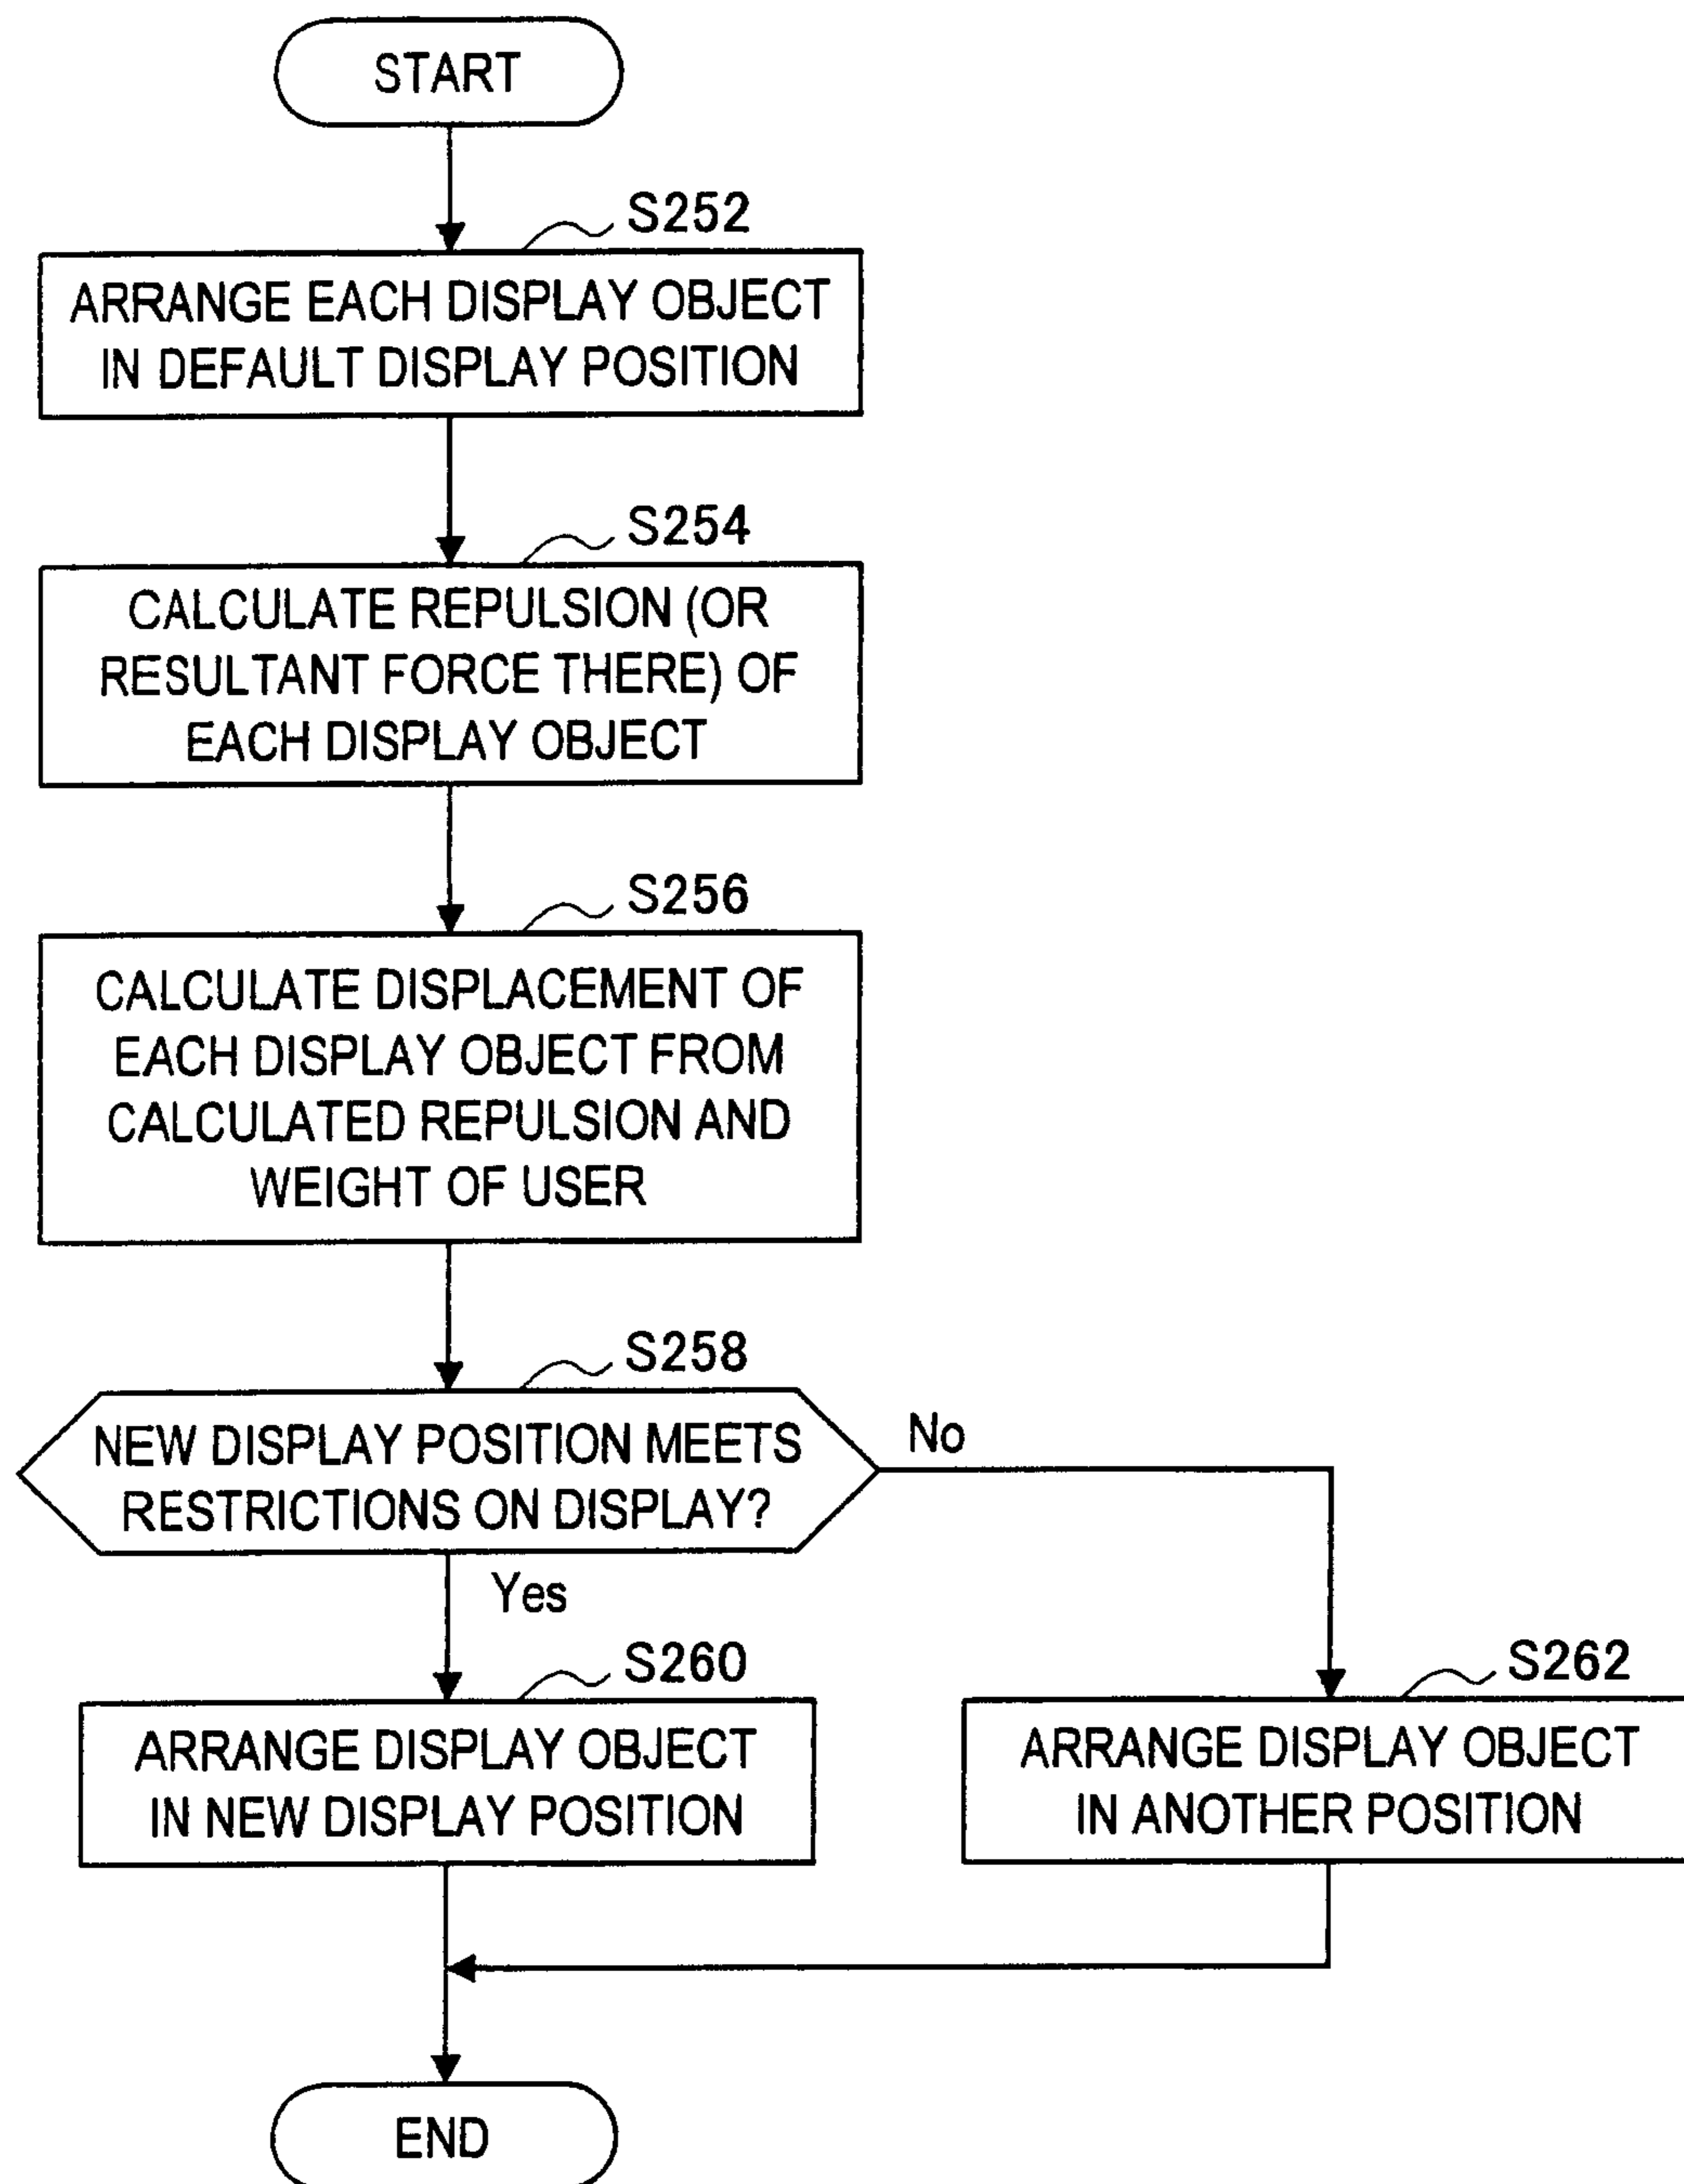 START
S252
ARRANGE EACH DISPLAY OBJECT
IN DEFAULT DISPLAY POSITION
S254
CALCULATE REPULSION (OR
RESULTANT FORCE THERE) OF
EACH DISPLAY OBJECT
S256
CALCULATE DISPLACEMENT OF
EACH DISPLAY OBJECT FROM
CALCULATED REPULSION AND
WEIGHT OF USER
S258
NEW DISPLAY POSITION MEETS
RESTRICTIONS ON DISPLAY?
No
Yes
S260
ARRANGE DISPLAY OBJECT
IN NEW DISPLAY POSITION
S262
ARRANGE DISPLAY OBJECT
IN ANOTHER POSITION
END